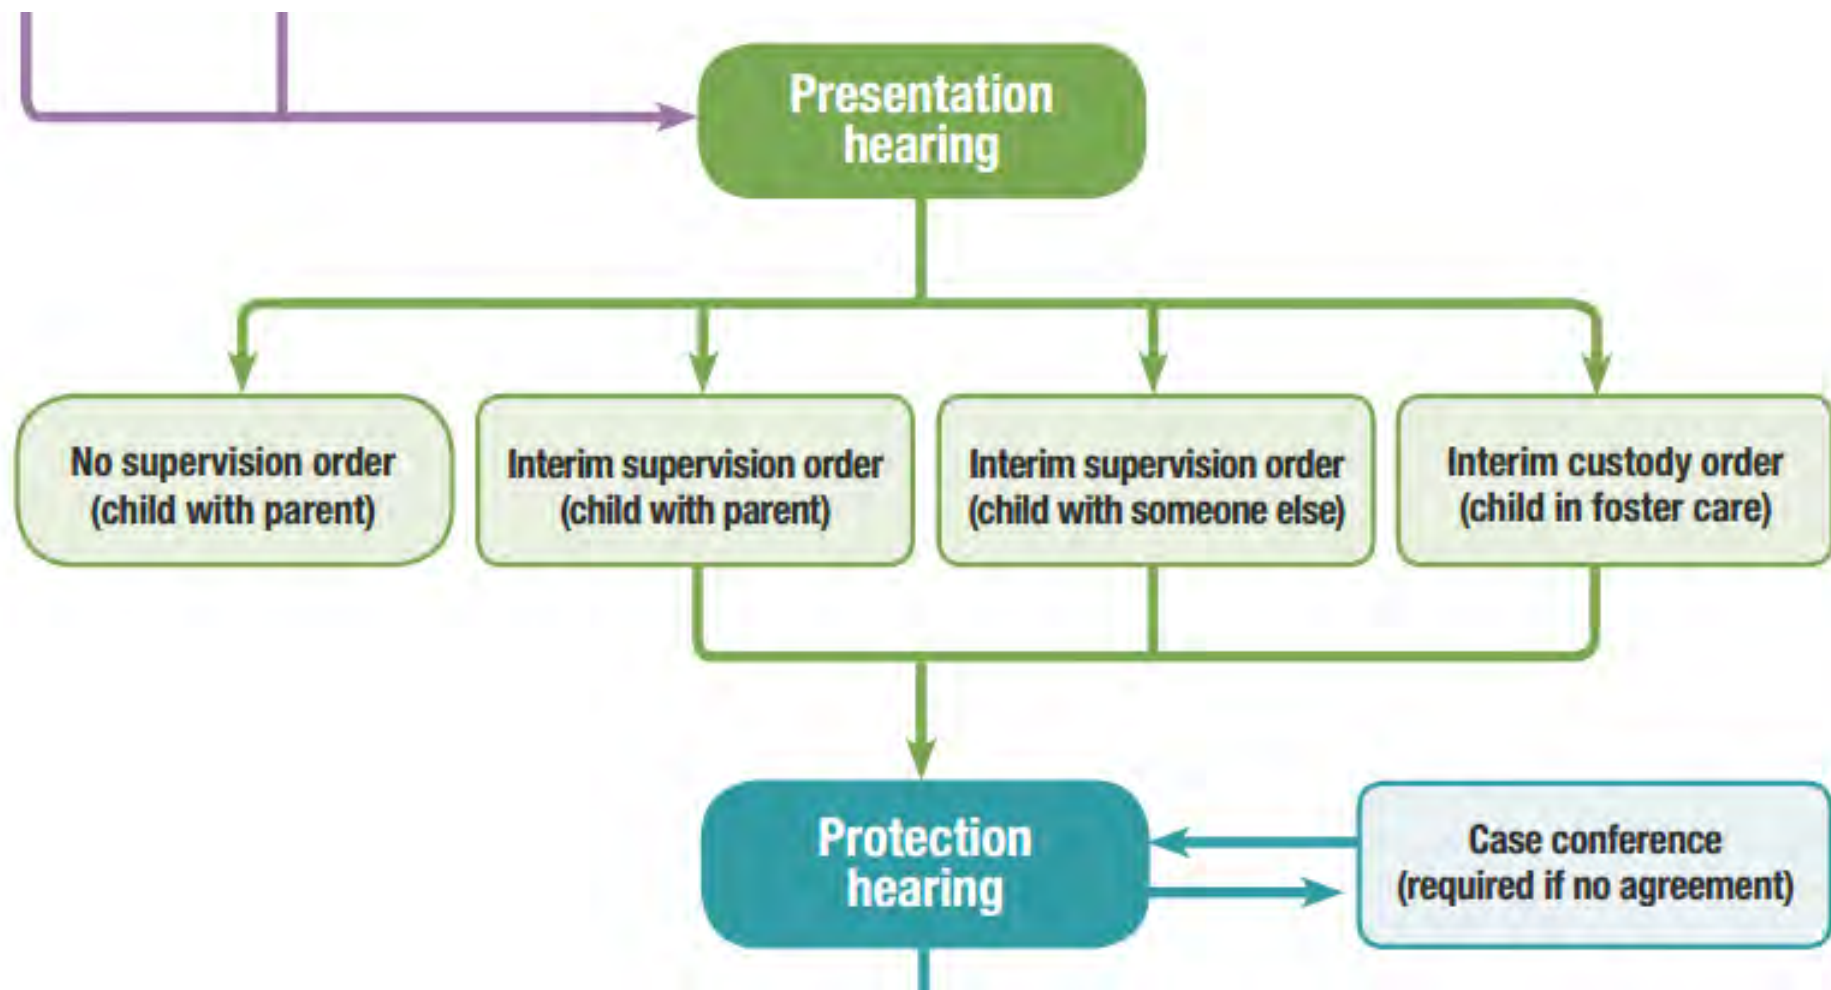 Presentation
hearing
No supervision order
(child with parent)
Interim supervision order
(child with parent)
Interim supervision order
(child with someone else)
Interim custody order
(child in foster care)
Protection
hearing
Case conference
(required if no agreement)